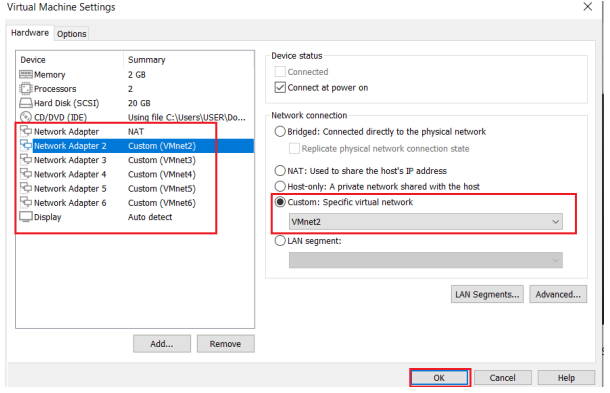 Virtual Machine Settings
Hardware Options
Device Summary
Memory 2 GB
Processors 2
Hard Disk (SCSI) 20 GB
CD/DVD (IDE) Using file C:\Users\USER\Do...
Network Adapter NAT
Network Adapter 2 Custom (VMnet2)
Network Adapter 3 Custom (VMnet3)
Network Adapter 4 Custom (VMnet4)
Network Adapter 5 Custom (VMnet5)
Network Adapter 6 Custom (VMnet6)
Display Auto detect
Add... Remove
Device status
Connected
Connect at power on
Network connection
Bridged: Connected directly to the physical network
Replicate physical network connection state
NAT: Used to share the host's IP address
Host-only: A private network shared with the host
Custom: Specific virtual network
VMnet2
LAN segment:
LAN Segments... Advanced...
OK Cancel Help